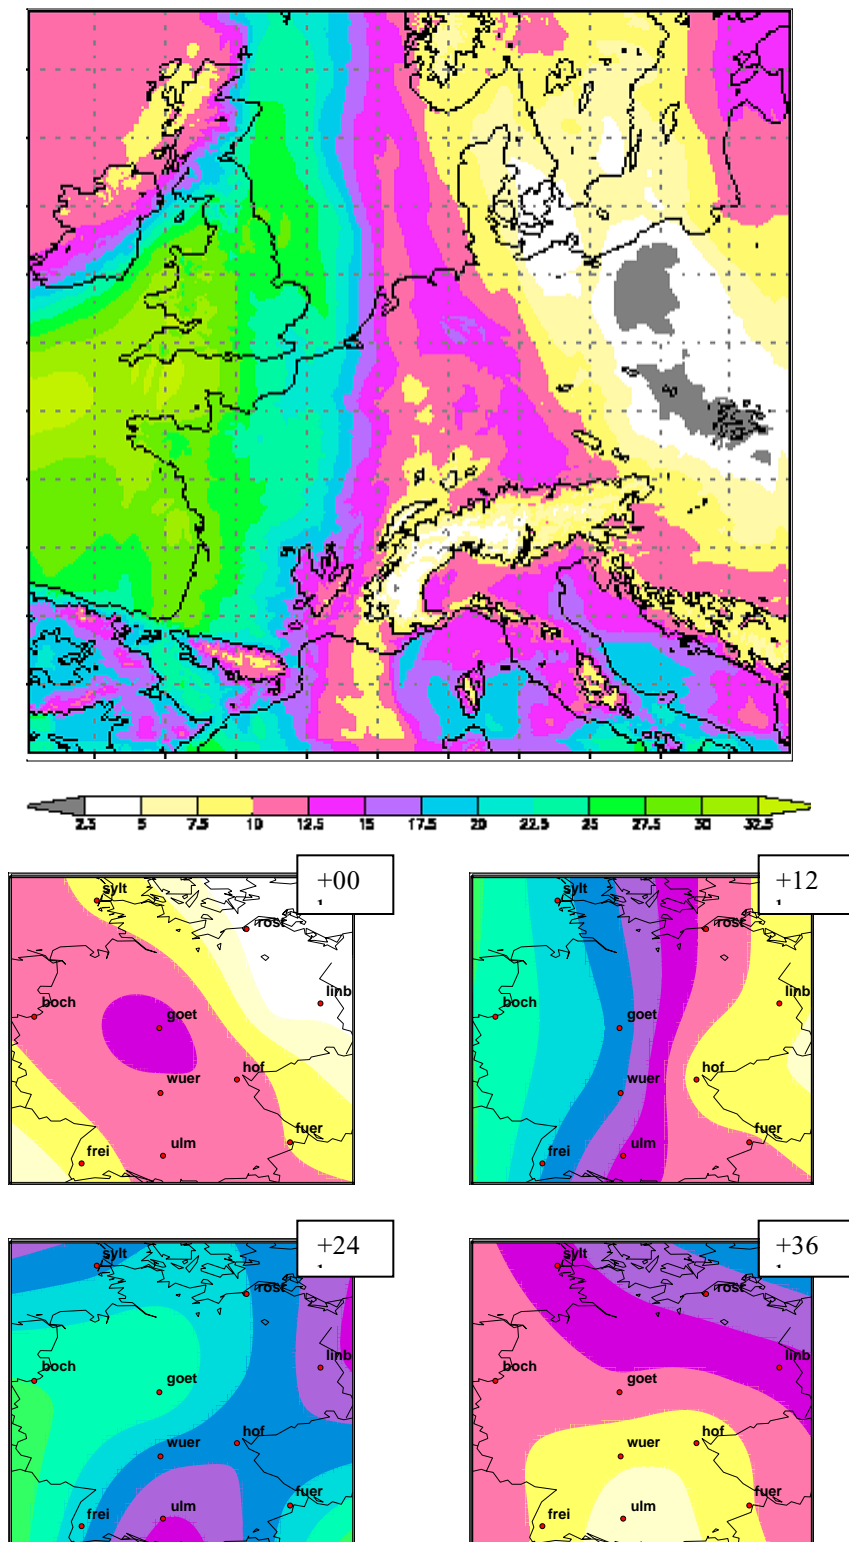 2.5 5 7.5 10 12.5 15 17.5 20 22.5 25 27.5 30 32.5
+00
+12
sylt
rost
linb
boch
goet
hof
wuer
fuer
ulm
frei
sylt
rost
linb
boch
goet
hof
wuer
fuer
ulm
frei
+24
+36
sylt
rost
linb
boch
goet
hof
wuer
fuer
ulm
frei
sylt
rost
linb
boch
goet
hof
wuer
fuer
ulm
frei